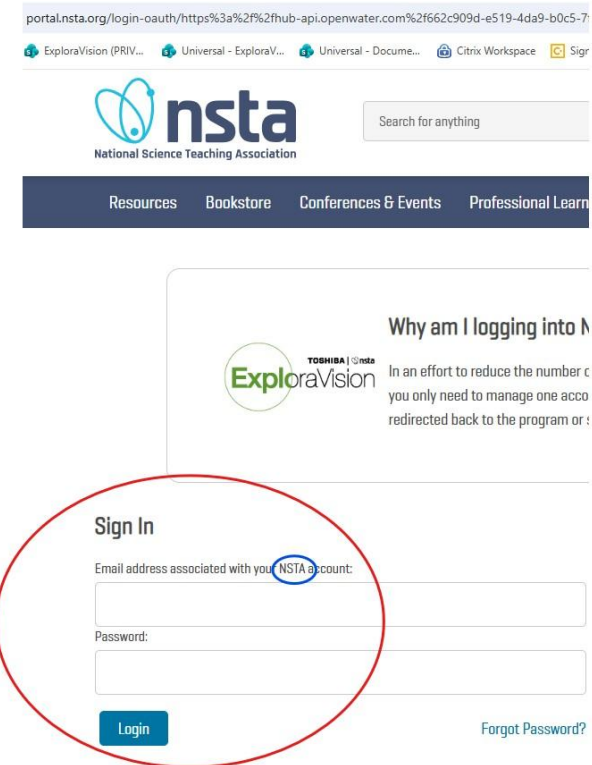 portal.nsta.org/login-oauth/https%3a%2f%2fhub-api.openwater.com%2f662c909d-e519-4da9-b0c5-7
ExploraVision (PRIV... Universal - ExploraV... Universal - Docume... Citrix Workspace Sign
nsta
National Science Teaching Association
Search for anything
Resources Bookstore Conferences & Events Professional Learn
Why am I logging into N
TOSHIBA | nsta
ExploraVision
In an effort to reduce the number o
you only need to manage one acco
redirected back to the program or s
Sign In
Email address associated with your NSTA account:
Password:
Login Forgot Password?